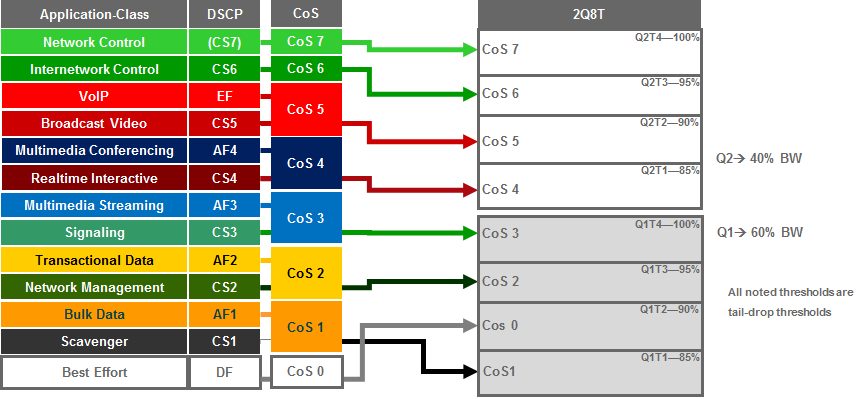 Application-Class DSCP CoS 2Q8T
Network Control (CS7) CoS 7
Internetwork Control CS6 CoS 6
VoIP EF CoS 5
Broadcast Video CS5
Multimedia Conferencing AF4 CoS 4
Realtime Interactive CS4
Multimedia Streaming AF3 CoS 3
Signaling CS3
Transactional Data AF2 CoS 2
Network Management CS2
Bulk Data AF1 CoS 1
Scavenger CS1
Best Effort DF CoS 0
Q2T4—100%
CoS 7
Q2T3—95%
CoS 6
Q2T2—90%
CoS 5
Q2T1—85%
CoS 4
Q1T4—100%
CoS 3
Q1T3—95%
CoS 2
Q1T2—90%
Cos 0
Q1T1—85%
CoS1
Q2→ 40% BW
Q1→ 60% BW
All noted thresholds are
tail-drop thresholds